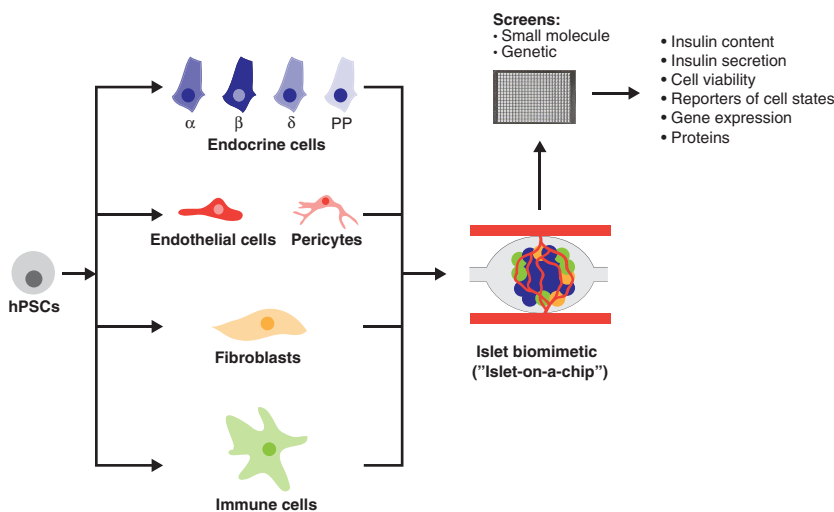 Screens:
• Small molecule
• Genetic
• Insulin content
• Insulin secretion
• Cell viability
• Reporters of cell states
• Gene expression
• Proteins
α
β
δ
PP
Endocrine cells
Endothelial cells
Pericytes
hPSCs
Fibroblasts
Islet biomimetic
("Islet-on-a-chip")
Immune cells